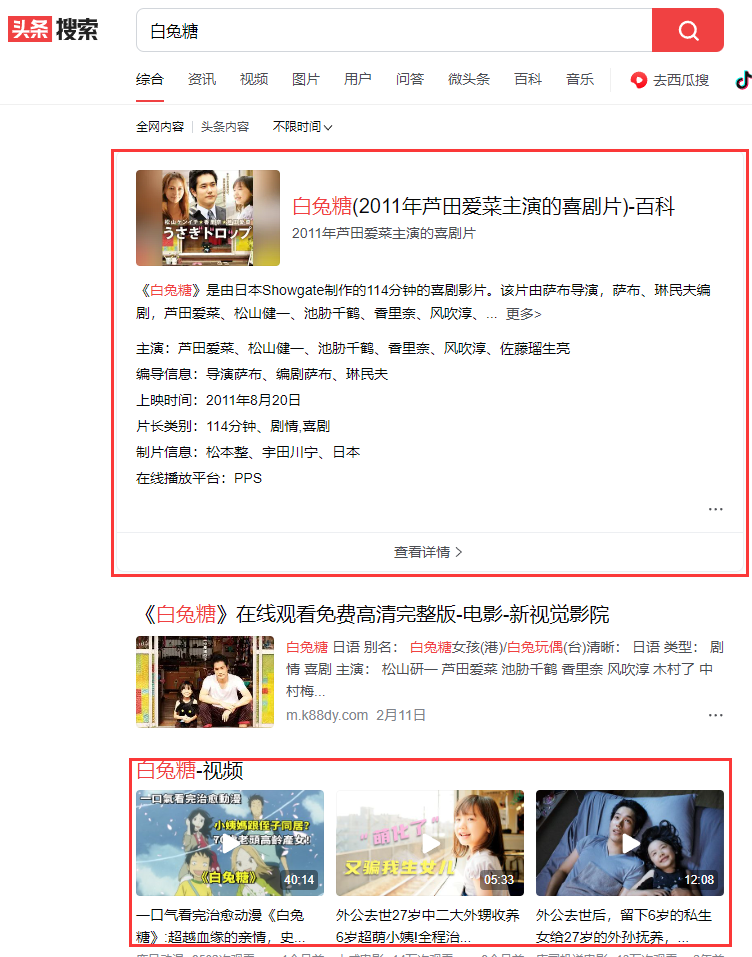 头条搜索
白兔糖
综合 资讯 视频 图片 用户 问答 微头条 百科 音乐 去西瓜搜
全网内容 头条内容 不限时间
松山ケンイチ 香里奈 芦田愛菜
うさぎドロップ
白兔糖(2011年芦田爱菜主演的喜剧片)-百科
2011年芦田爱菜主演的喜剧片
《白兔糖》是由日本Showgate制作的114分钟的喜剧影片。该片由萨布导演，萨布、琳民夫编
剧，芦田爱菜、松山健一、池胁千鹤、香里奈、风吹淳、... 更多>
主演：芦田爱菜、松山健一、池胁千鹤、香里奈、风吹淳、佐藤瑠生亮
编导信息：导演萨布、编剧萨布、琳民夫
上映时间：2011年8月20日
片长类别：114分钟、剧情,喜剧
制片信息：松本整、宇田川宁、日本
在线播放平台：PPS
...
查看详情 >
《白兔糖》在线观看免费高清完整版-电影-新视觉影院
白兔糖 日语 别名： 白兔糖女孩(港)/白兔玩偶(台)清晰： 日语 类型： 剧
情 喜剧 主演： 松山研一 芦田爱菜 池胁千鹤 香里奈 风吹淳 木村了 中
村梅...
m.k88dy.com 2月11日
...
白兔糖-视频
一口氣看完治愈動漫
小姨媽跟侄子同居?
70歲老頭高齡產女!
《白兔糖》
40:14
"萌化了"
又骗我生女儿
05:33
12:08
一口气看完治愈动漫《白兔
糖》:超越血缘的亲情，史...
外公去世27岁中二大外甥收养
6岁超萌小姨!全程治...
外公去世后，留下6岁的私生
女给27岁的外孙抚养，...